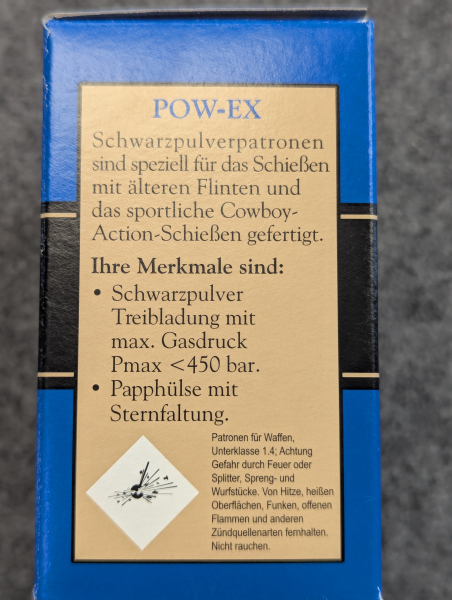 POW-EX
Schwarzpulverpatronen
sind speziell für das Schießen
mit älteren Flinten und
das sportliche Cowboy-
Action-Schießen gefertigt.
Ihre Merkmale sind:
• Schwarzpulver
Treibladung mit
max. Gasdruck
Pmax <450 bar.
• Papphülse mit
Sternfaltung.
Patronen für Waffen,
Unterklasse 1.4; Achtung
Gefahr durch Feuer oder
Splitter, Spreng- und
Wurfstücke. Von Hitze, heißen
Oberflächen, Funken, offenen
Flammen und anderen
Zündquellenarten fernhalten.
Nicht rauchen.